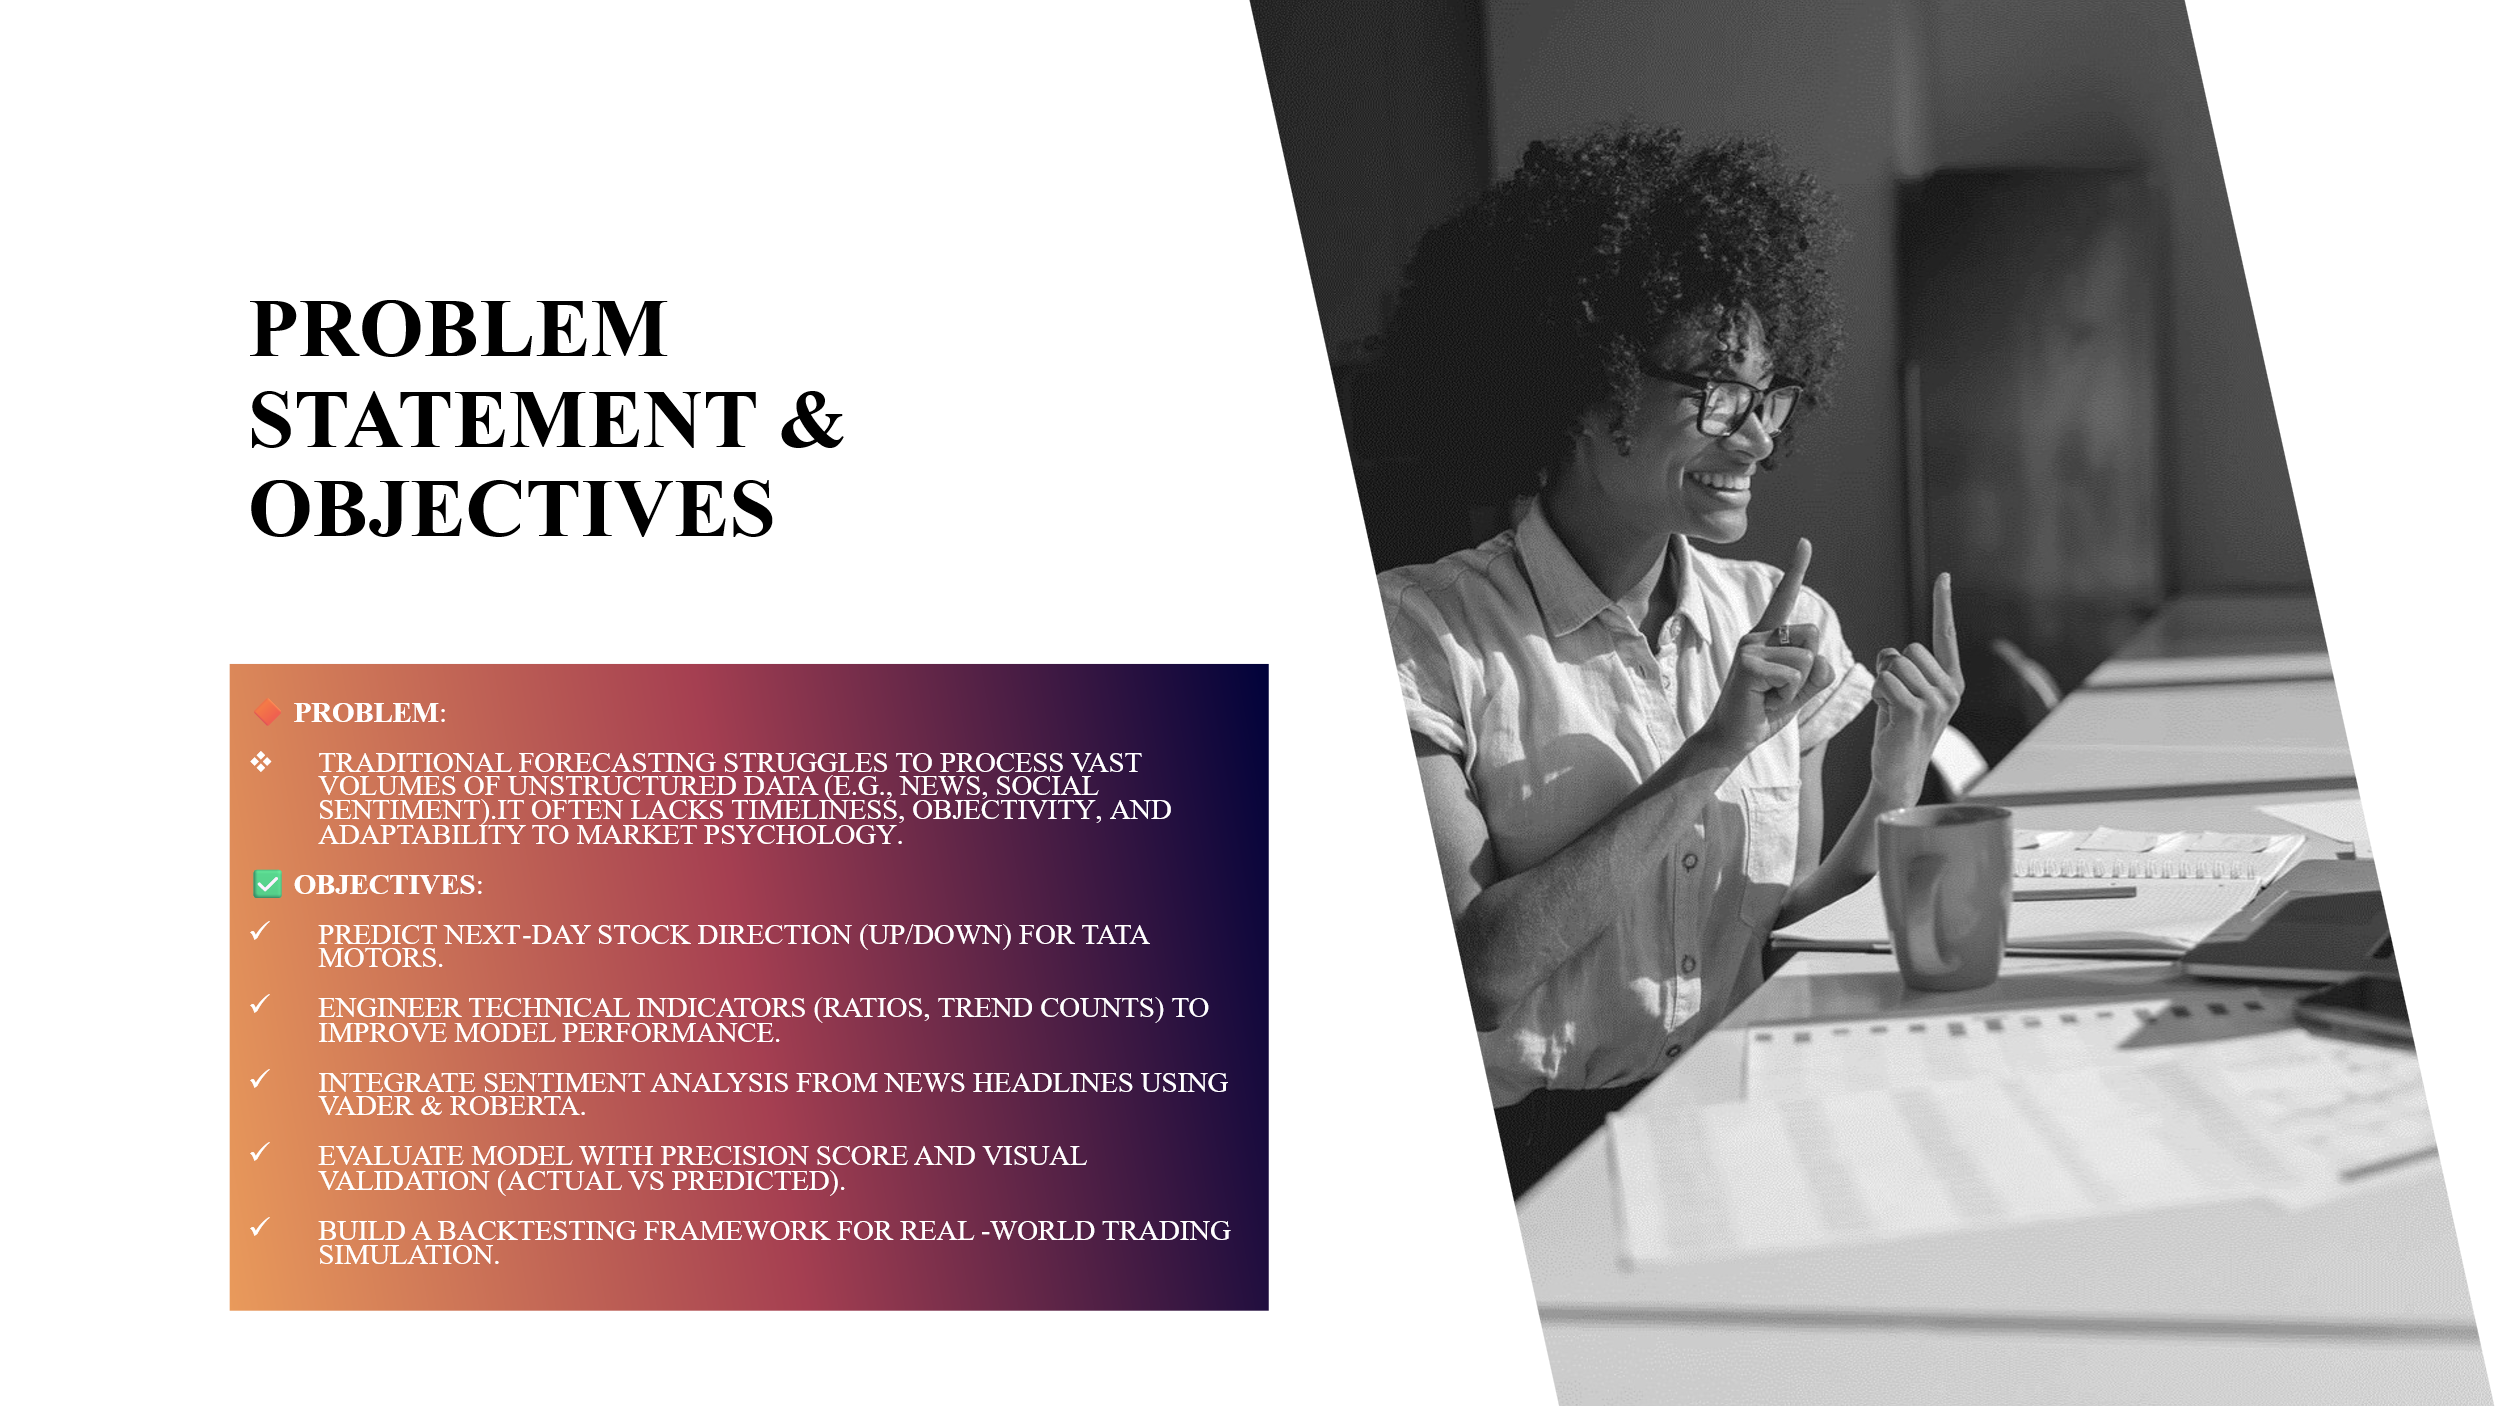 PROBLEM
STATEMENT &
OBJECTIVES
🔶 PROBLEM:
❖ TRADITIONAL FORECASTING STRUGGLES TO PROCESS VAST
VOLUMES OF UNSTRUCTURED DATA (E.G., NEWS, SOCIAL
SENTIMENT).IT OFTEN LACKS TIMELINESS, OBJECTIVITY, AND
ADAPTABILITY TO MARKET PSYCHOLOGY.
✅ OBJECTIVES:
✓ PREDICT NEXT-DAY STOCK DIRECTION (UP/DOWN) FOR TATA
MOTORS.
✓ ENGINEER TECHNICAL INDICATORS (RATIOS, TREND COUNTS) TO
IMPROVE MODEL PERFORMANCE.
✓ INTEGRATE SENTIMENT ANALYSIS FROM NEWS HEADLINES USING
VADER & ROBERTA.
✓ EVALUATE MODEL WITH PRECISION SCORE AND VISUAL
VALIDATION (ACTUAL VS PREDICTED).
✓ BUILD A BACKTESTING FRAMEWORK FOR REAL -WORLD TRADING
SIMULATION.